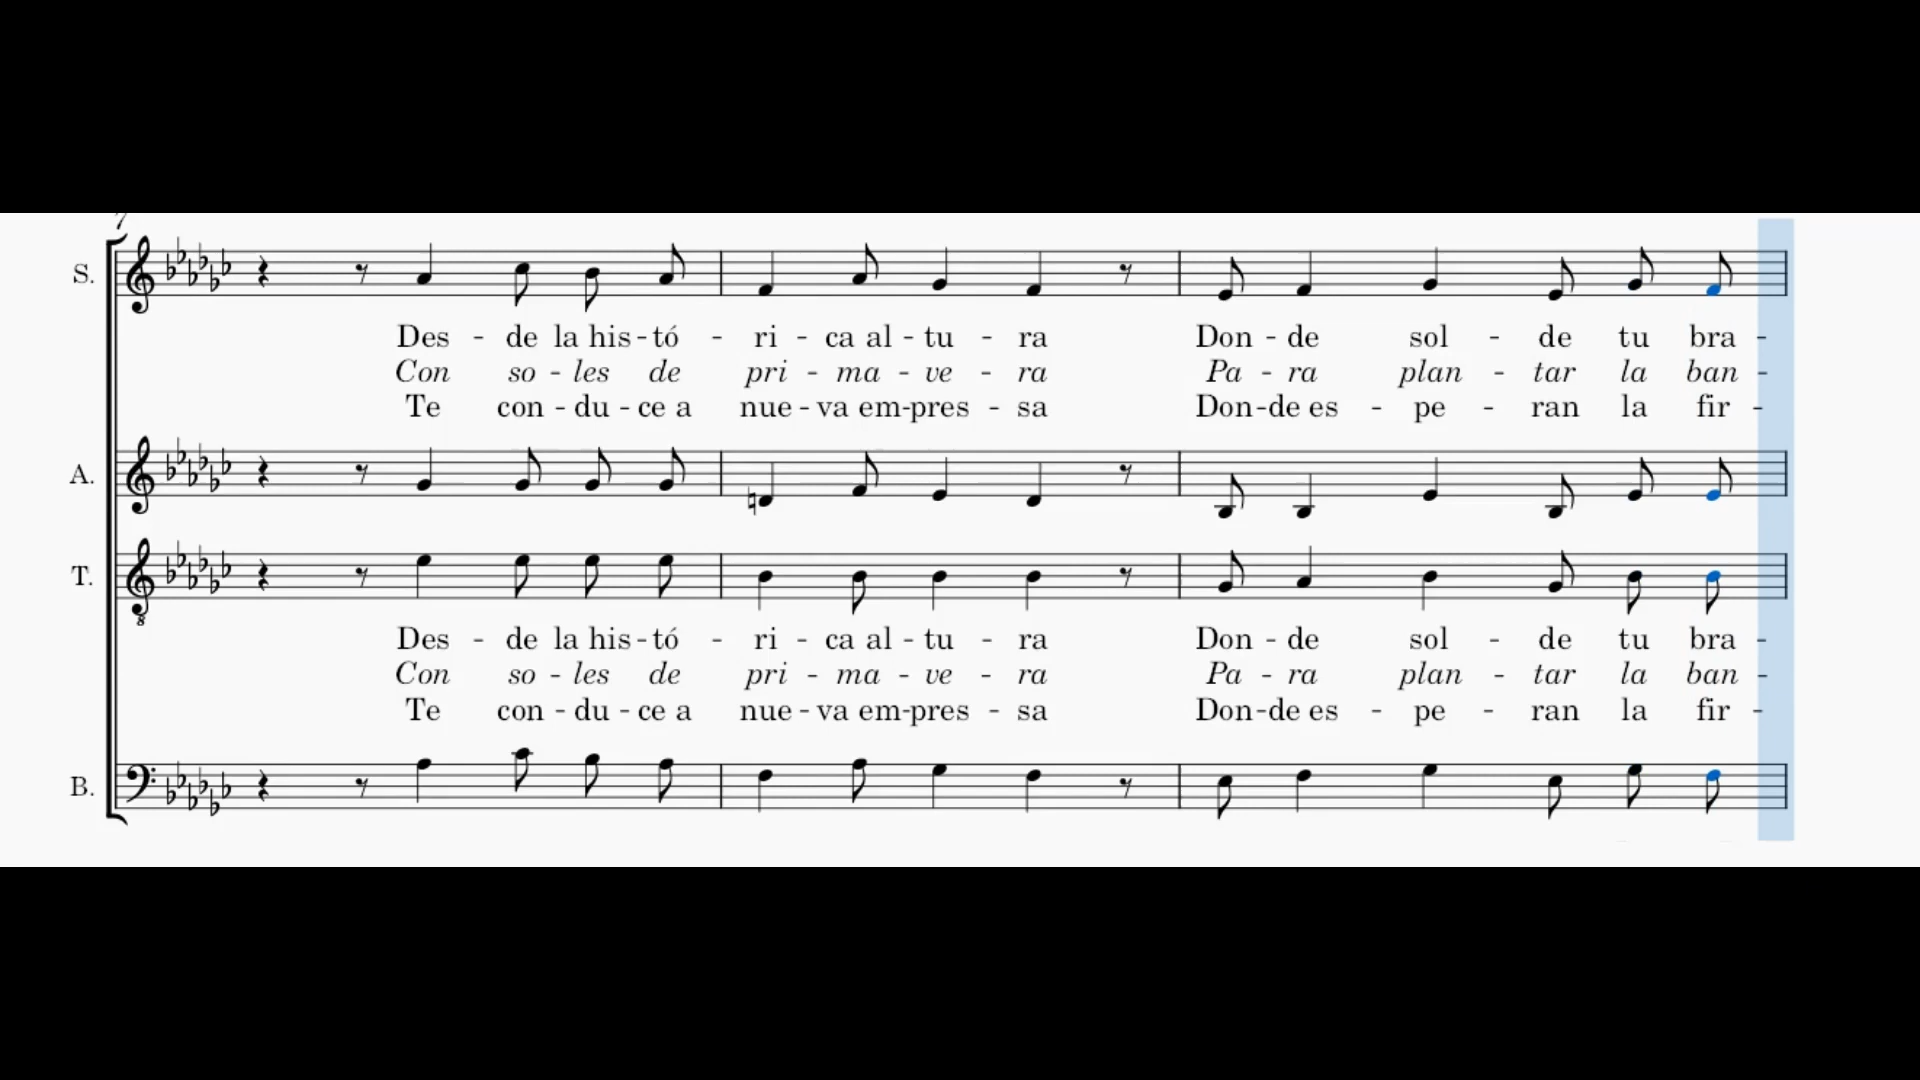 7
S.
Des - de la his - tó - ri - ca al - tu - ra Don - de sol - de tu bra -
Con so - les de pri - ma - ve - ra Pa - ra plan - tar la ban -
Te con - du - ce a nue - va em - pres - sa Don - de es - pe - ran la fir -
A.
T.
8
Des - de la his - tó - ri - ca al - tu - ra Don - de sol - de tu bra -
Con so - les de pri - ma - ve - ra Pa - ra plan - tar la ban -
Te con - du - ce a nue - va em - pres - sa Don - de es - pe - ran la fir -
B.